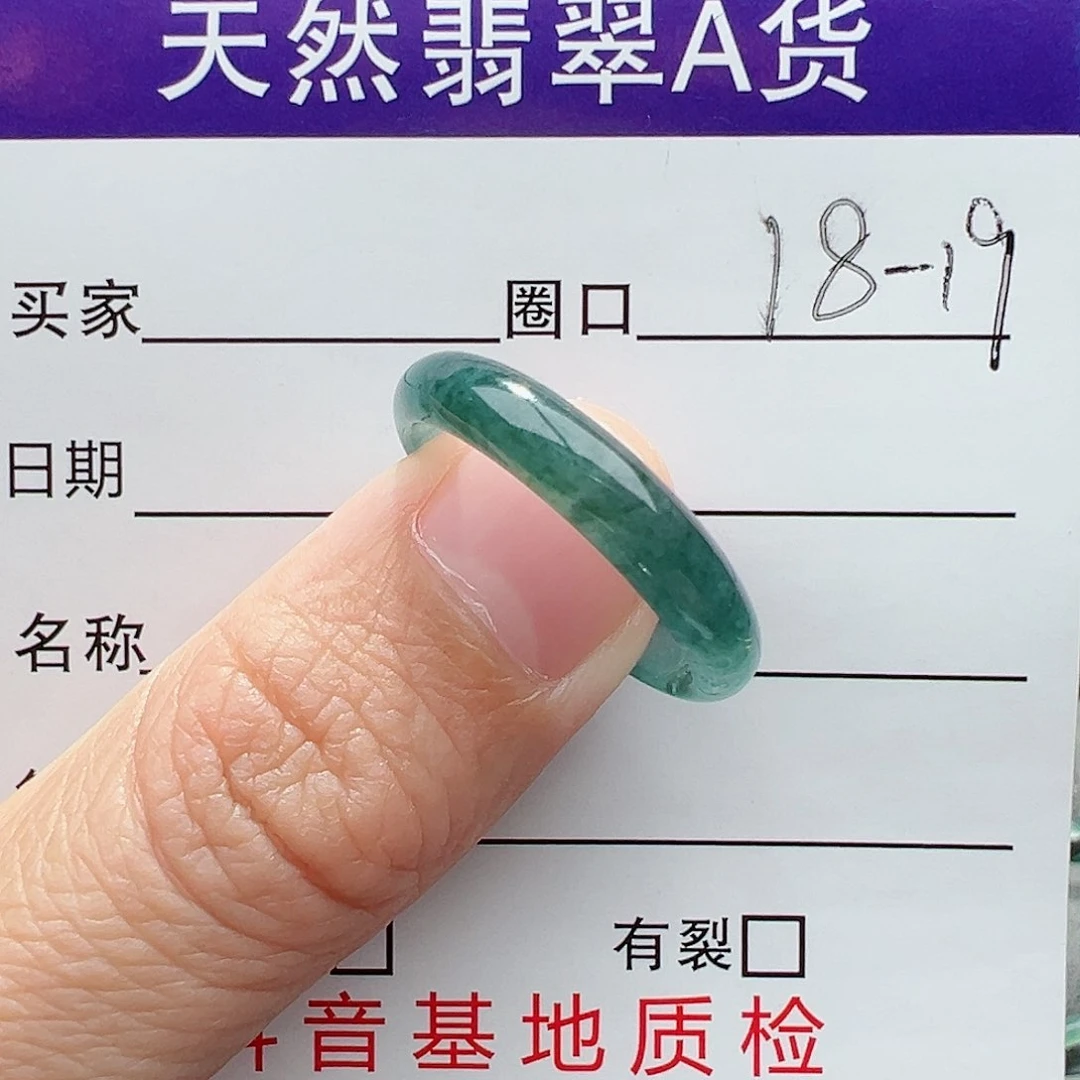 天然翡翠A货
买家 圈口 18-19
日期
名称
有裂
音基地质检